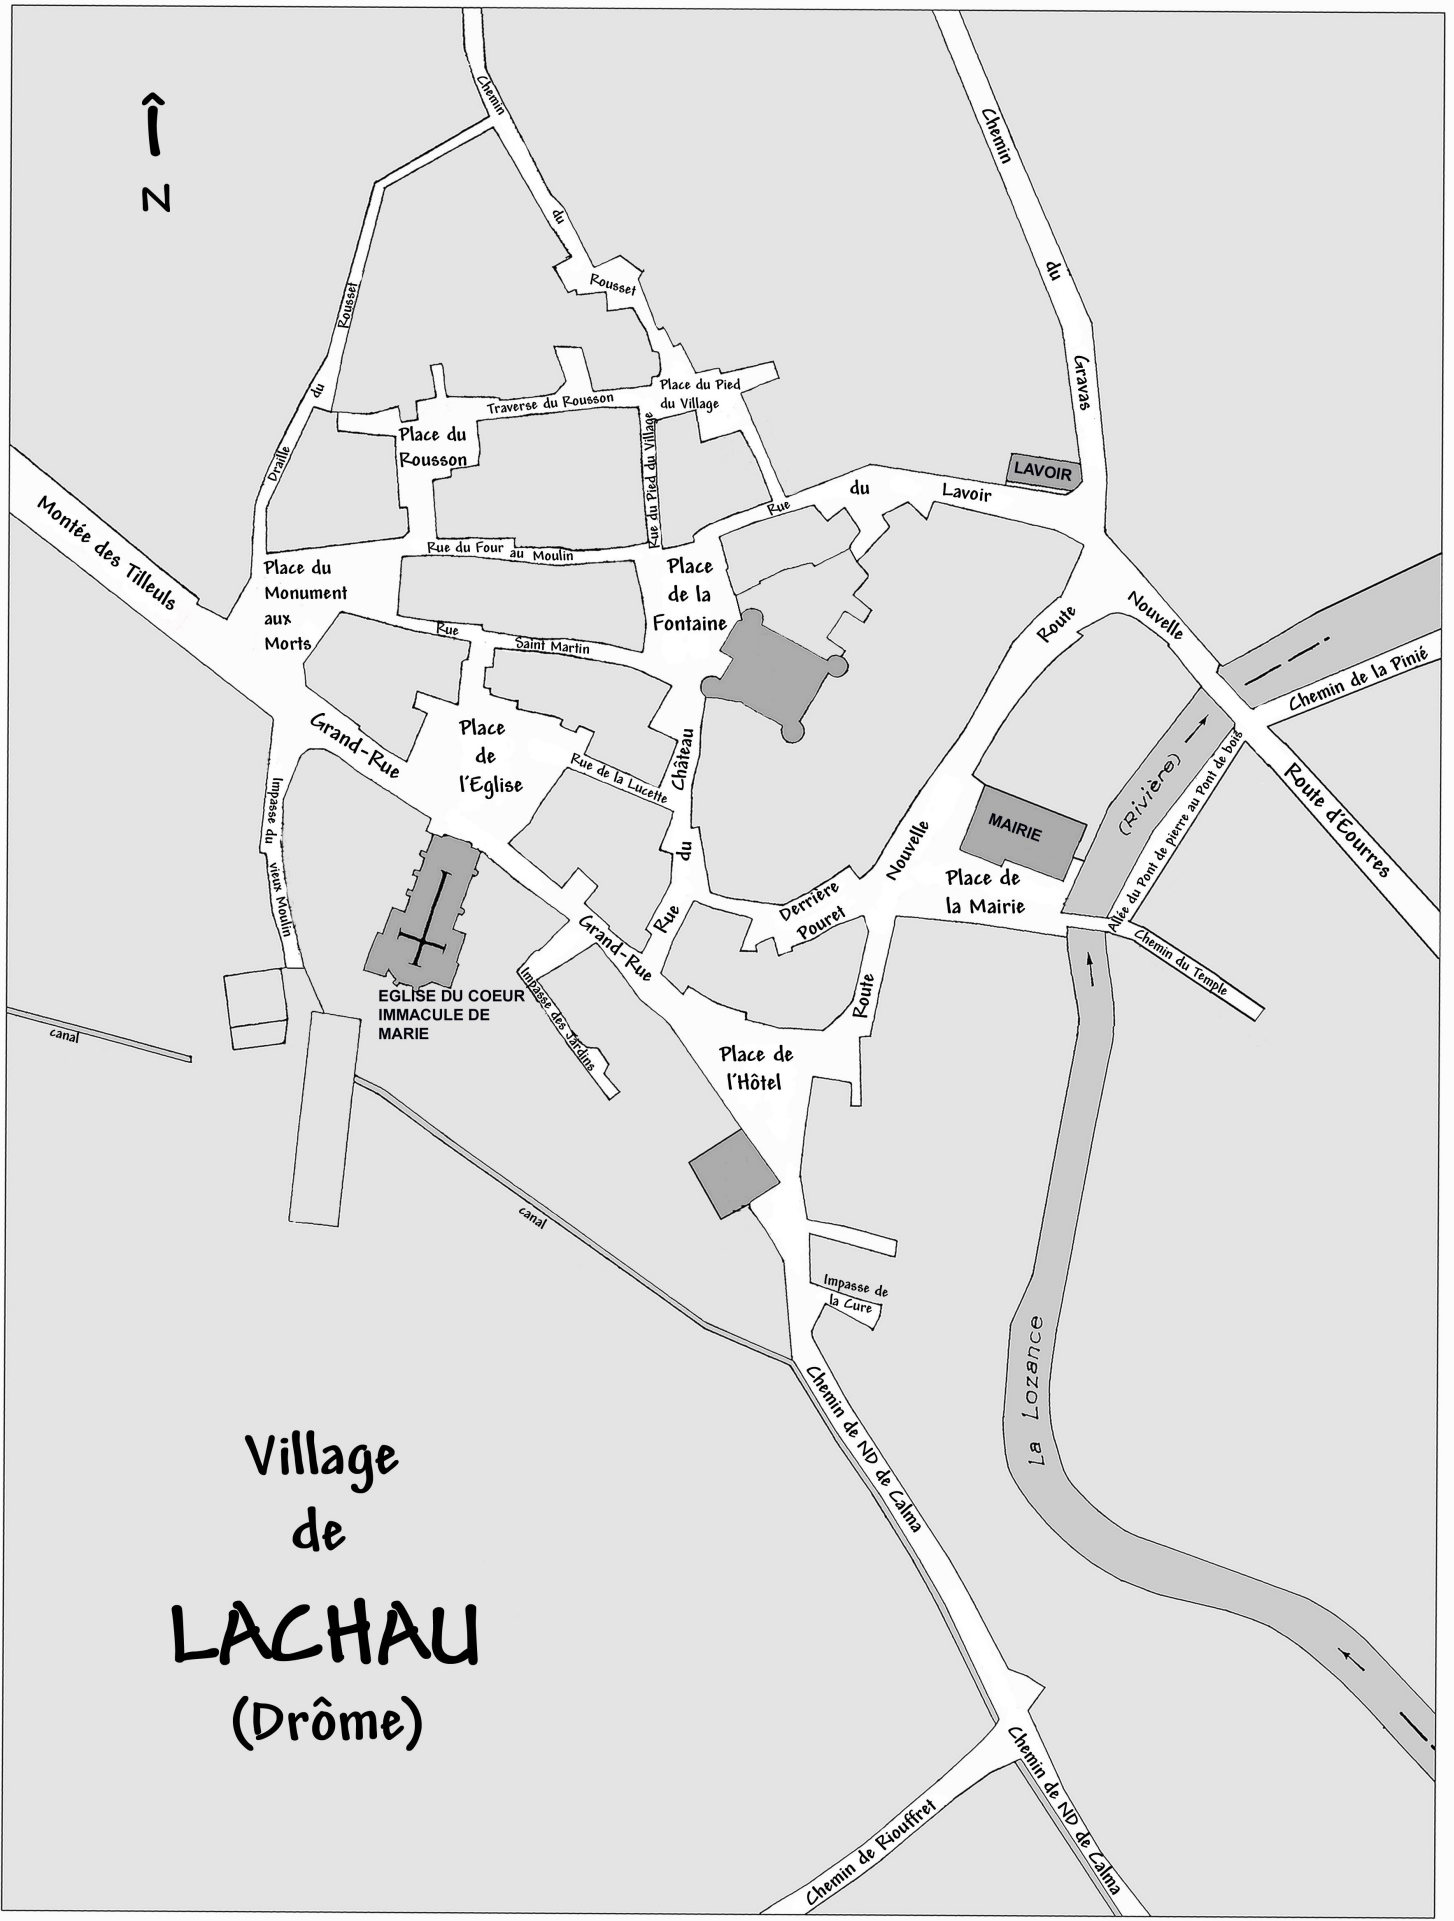 Î
N
Chemin
du
Rousset
Chemin
du
Gravas
Draille
du
Rousset
Place du Pied
du Village
Traverse du Rousson
Place du
Rousson
Rue du Pied du Village
LAVOIR
Rue
du
Lavoir
Montée des Tilleuls
Rue du Four au Moulin
Place du
Monument
aux
Morts
Place
de la
Fontaine
Rue
Saint Martin
Route
Nouvelle
Chemin de la Pinié
Grand-Rue
Place
de
l'Eglise
Rue de la Lucette
Rue
du
Château
Impasse du vieux Moulin
(Rivière)
Allée du Pont de pierre au Pont de bois
Route d'Eourres
MAIRIE
Place de
la Mairie
Route
Nouvelle
Derrière
Pouret
Chemin du Temple
Grand-Rue
EGLISE DU COEUR
IMMACULE DE
MARIE
Impasse des Jardins
canal
Place de
l'Hôtel
canal
Impasse de
la Cure
La Lozance
Chemin de ND de Calma
Village
de
LACHAU
(Drôme)
Chemin de ND de Calma
Chemin de Riouffret